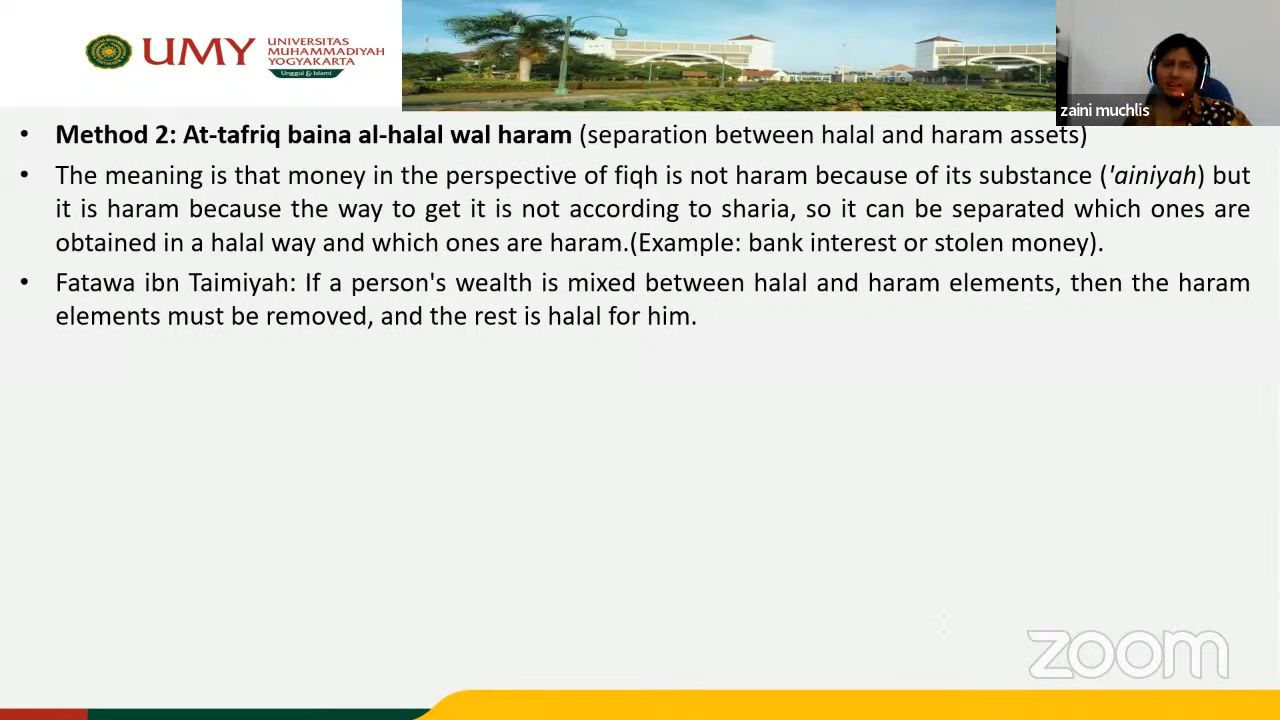 UMY
UNIVERSITAS
MUHAMMADIYAH
YOGYAKARTA
Unggul & Islami
zaini muchlis
• Method 2: At-tafriq baina al-halal wal haram (separation between halal and haram assets)
• The meaning is that money in the perspective of fiqh is not haram because of its substance ('ainiyah) but
it is haram because the way to get it is not according to sharia, so it can be separated which ones are
obtained in a halal way and which ones are haram.(Example: bank interest or stolen money).
• Fatawa ibn Taimiyah: If a person's wealth is mixed between halal and haram elements, then the haram
elements must be removed, and the rest is halal for him.
zoom